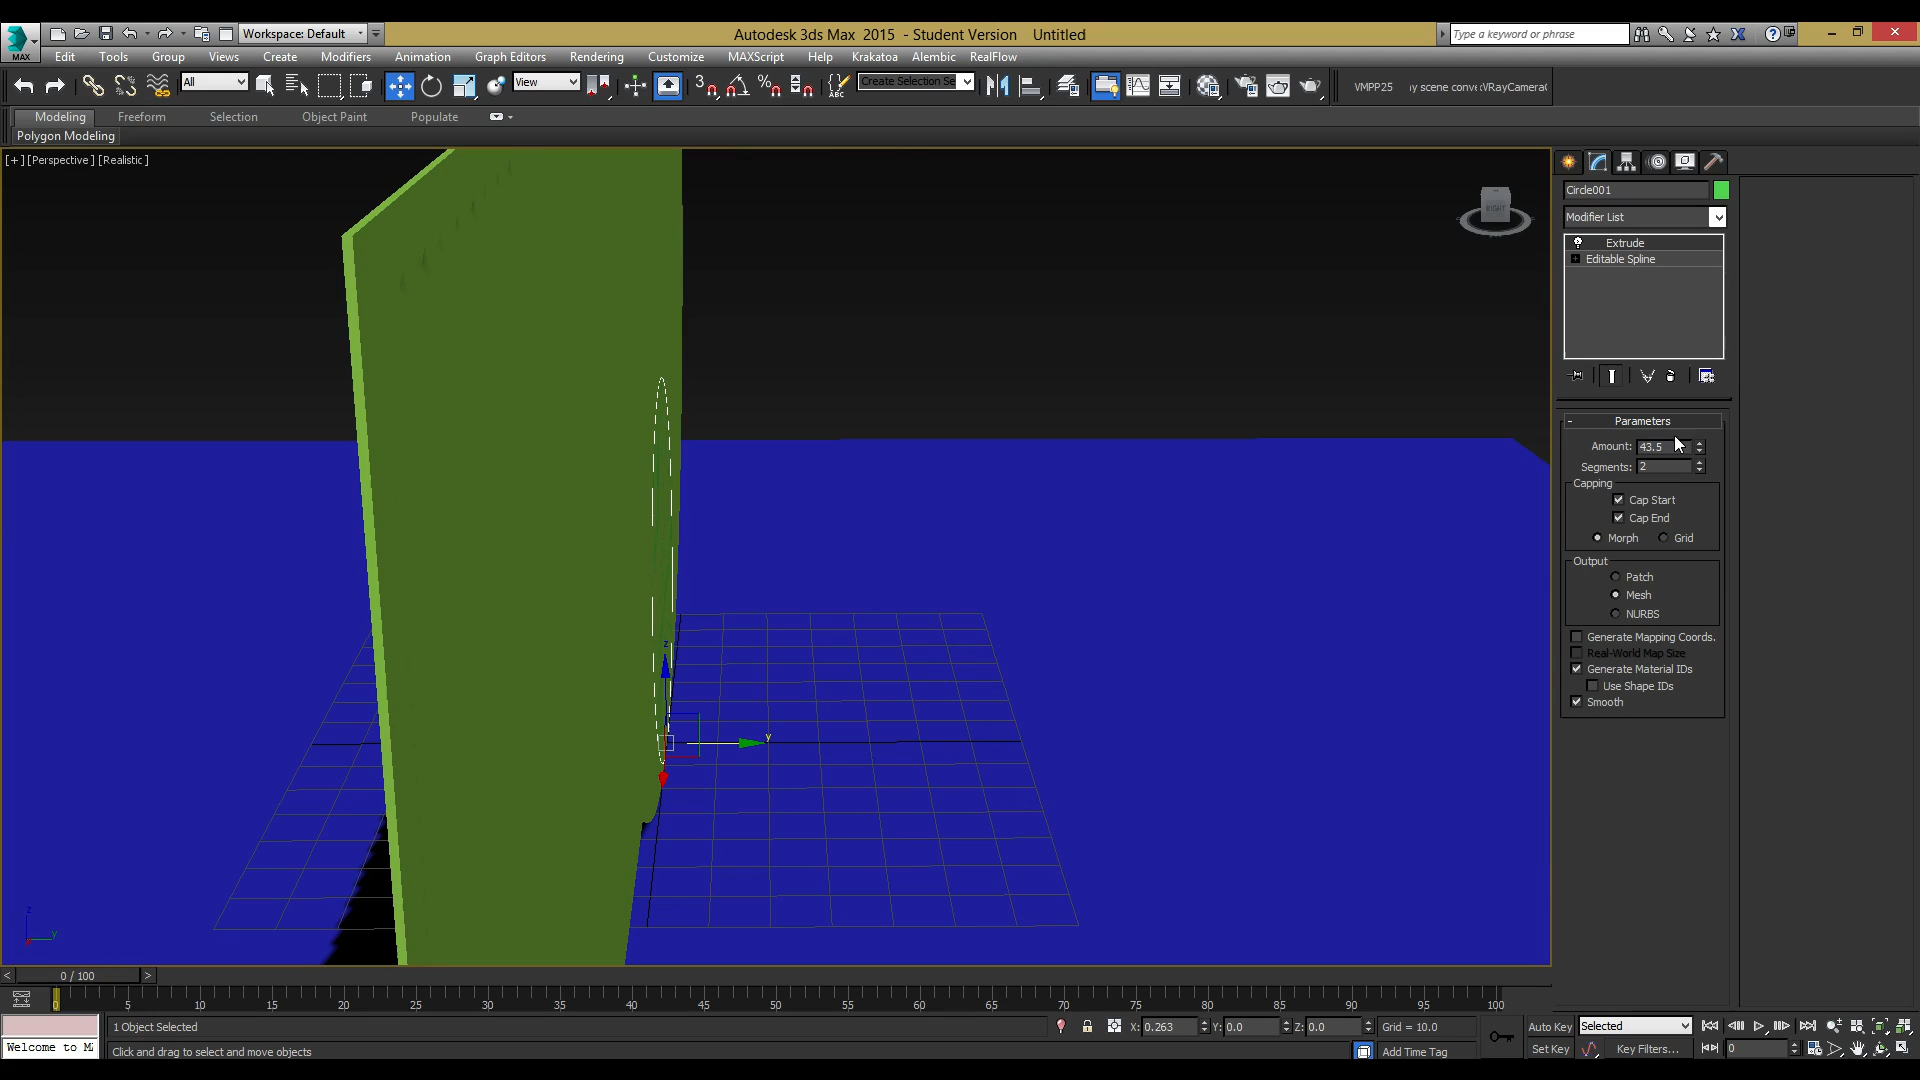 Workspace: Default
Autodesk 3ds Max 2015 - Student Version Untitled
Type a keyword or phrase
MAX
Edit Tools Group Views Create Modifiers Animation Graph Editors Rendering Customize MAXScript Help Krakatoa Alembic RealFlow
All
View
3
%
ABC
Create Selection Se
VMPP25
y scene conve
VRayCamera
Modeling Freeform Selection Object Paint Populate
Polygon Modeling
[+] [Perspective] [Realistic]
RIGHT
z
y
z
y
Circle001
Modifier List
Extrude
Editable Spline
- Parameters
Amount: 43.5
Segments: 2
Capping
Cap Start
Cap End
Morph Grid
Output
Patch
Mesh
NURBS
Generate Mapping Coords.
Real-World Map Size
Generate Material IDs
Use Shape IDs
Smooth
< 0 / 100 >
0 5 10 15 20 25 30 35 40 45 50 55 60 65 70 75 80 85 90 95 100
1 Object Selected
X: 0.263 Y: 0.0 Z: 0.0 Grid = 10.0
Auto Key Selected
Welcome to M
Click and drag to select and move objects
Add Time Tag
Set Key Key Filters... 0